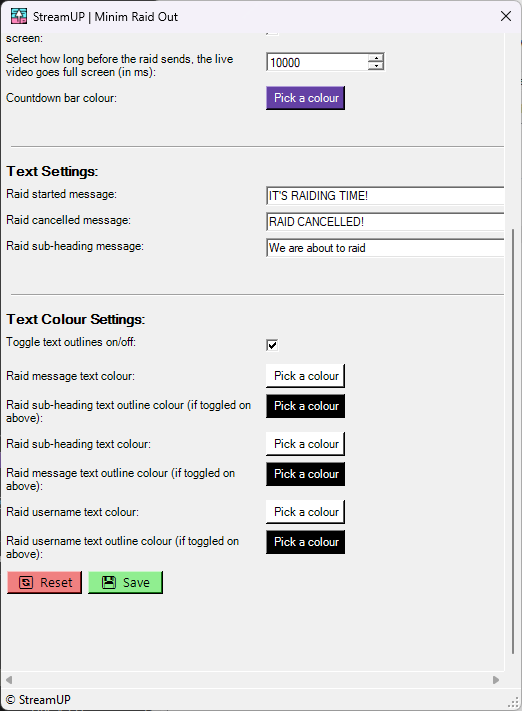 StreamUP | Minim Raid Out
screen:
Select how long before the raid sends, the live
video goes full screen (in ms):
10000
Countdown bar colour:
Pick a colour
Text Settings:
Raid started message:
IT'S RAIDING TIME!
Raid cancelled message:
RAID CANCELLED!
Raid sub-heading message:
We are about to raid
Text Colour Settings:
Toggle text outlines on/off:
Raid message text colour:
Pick a colour
Raid sub-heading text outline colour (if toggled on
above):
Pick a colour
Raid sub-heading text colour:
Pick a colour
Raid message text outline colour (if toggled on
above):
Pick a colour
Raid username text colour:
Pick a colour
Raid username text outline colour (if toggled on
above):
Pick a colour
Reset
Save
© StreamUP